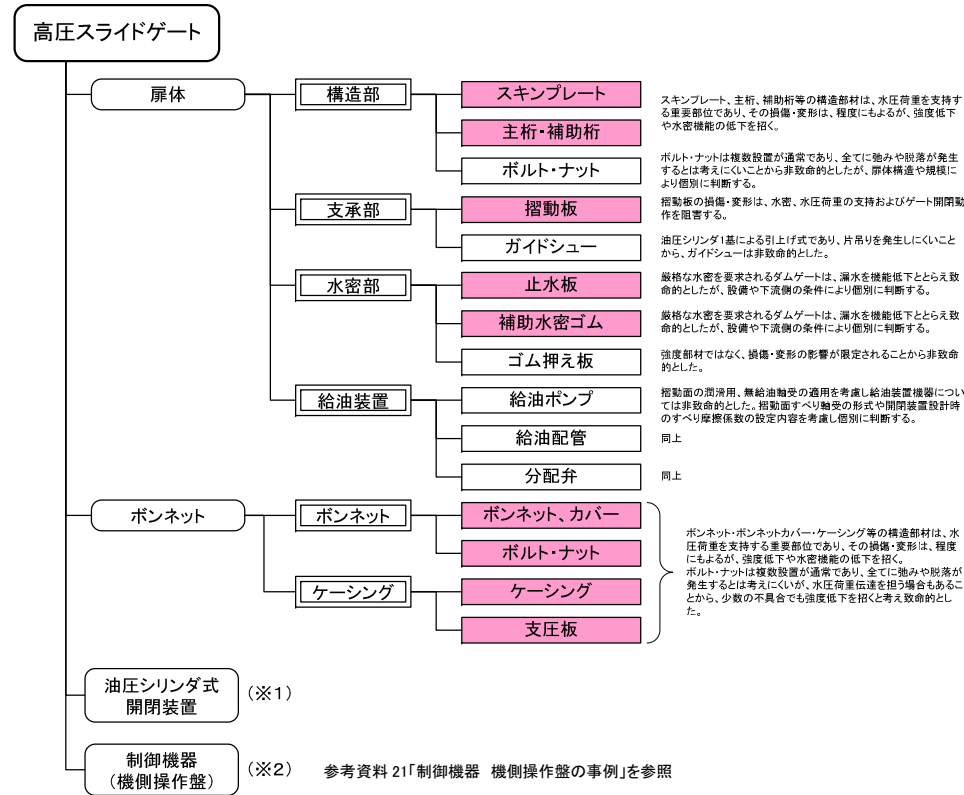 高圧スライドゲート
扉体
構造部
スキンプレート
スキンプレート、主桁、補助桁等の構造部材は、水圧荷重を支持す
る重要部位であり、その損傷・変形は、程度にもよるが、強度低下
や水密機能の低下を招く。
主桁・補助桁
ボルト・ナット
ボルト・ナットは複数設置が通常であり、全てに弛みや脱落が発生
するとは考えにくいことから非致命的としたが、扉体構造や規模に
より個別に判断する。
支承部
摺動板
摺動板の損傷・変形は、水密、水圧荷重の支持およびゲート開閉動
作を阻害する。
ガイドシュー
油圧シリンダ1基による引上げ式であり、片吊りを発生しにくいこと
から、ガイドシューは非致命的とした。
水密部
止水板
厳格な水密を要求されるダムゲートは、漏水を機能低下ととらえ致
命的としたが、設備や下流側の条件により個別に判断する。
補助水密ゴム
厳格な水密を要求されるダムゲートは、漏水を機能低下ととらえ致
命的としたが、設備や下流側の条件により個別に判断する。
ゴム押え板
強度部材ではなく、損傷・変形の影響が限定されることから非致命
的とした。
給油装置
給油ポンプ
摺動面の潤滑用、無給油軸受の適用を考慮し給油装置機器につい
ては非致命的とした。摺動面すべり軸受の形式や開閉装置設計時
のすべり摩擦係数の設定内容を考慮し個別に判断する。
給油配管
同上
分配弁
同上
ボンネット
ボンネット
ボンネット、カバー
ボルト・ナット
ケーシング
ケーシング
支圧板
ボンネット・ボンネットカバー・ケーシング等の構造部材は、水
圧荷重を支持する重要部位であり、その損傷・変形は、程度
にもよるが、強度低下や水密機能の低下を招く。
ボルト・ナットは複数設置が通常であり、全てに弛みや脱落が
発生するとは考えにくいが、水圧荷重伝達を担う場合もあるこ
とから、少数の不具合でも強度低下を招くと考え致命的とし
た。
油圧シリンダ式
開閉装置
(※1)
制御機器
(機側操作盤)
(※2)
参考資料 21「制御機器 機側操作盤の事例」を参照